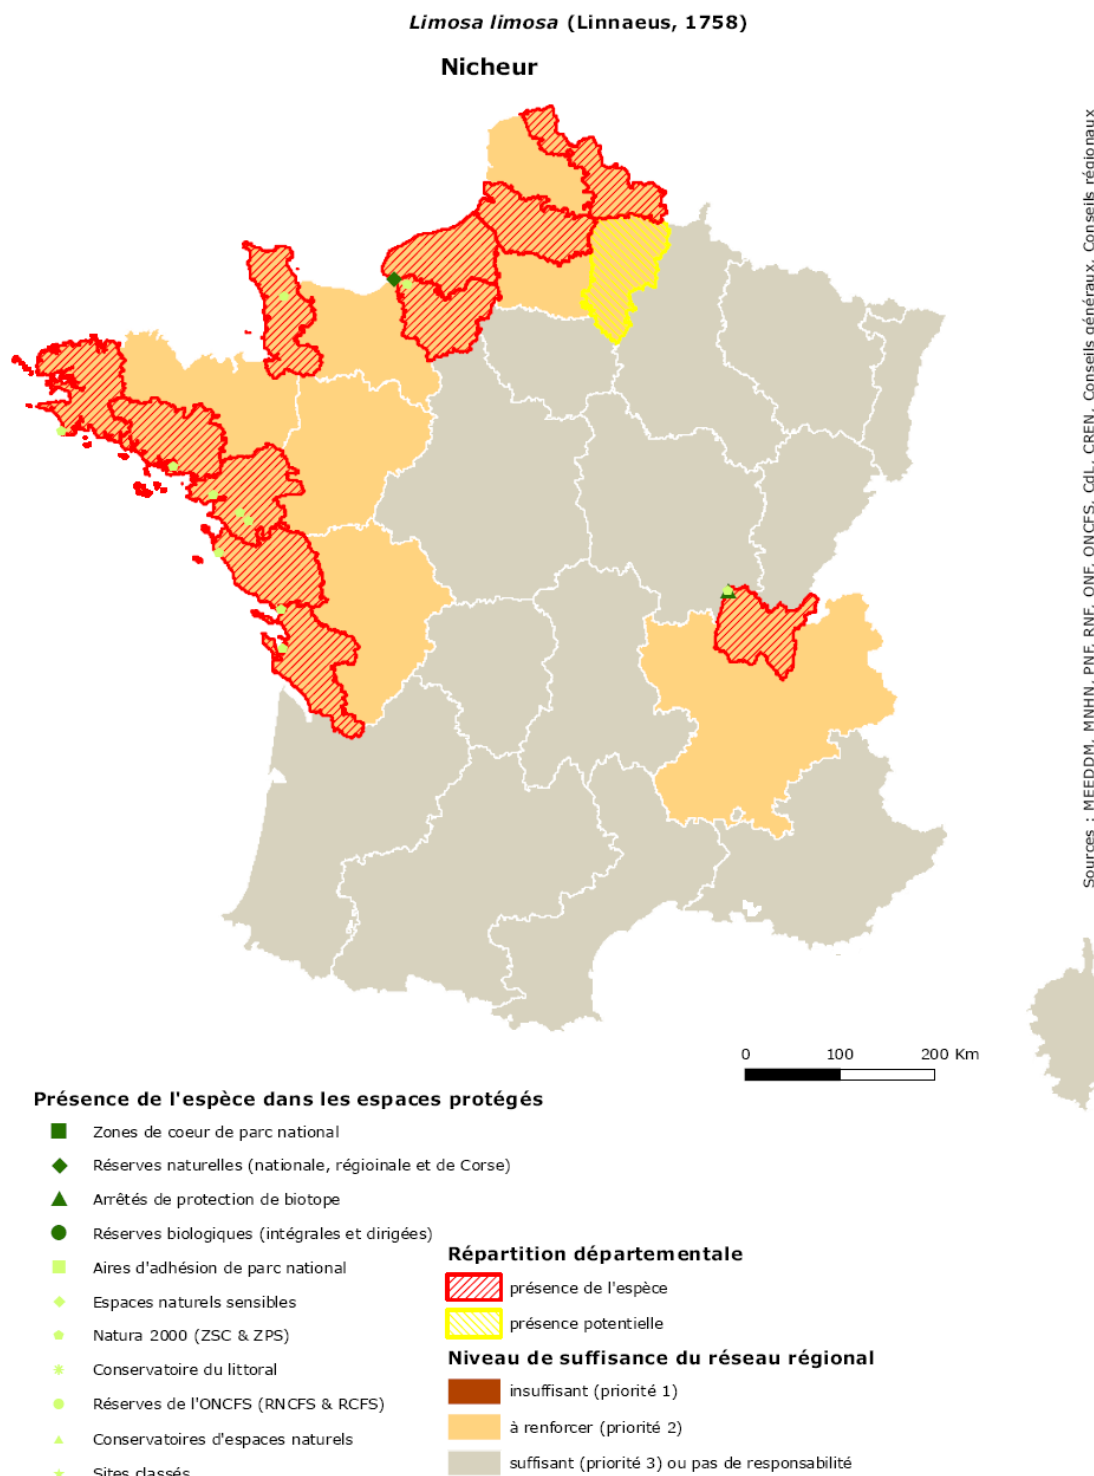 Limosa limosa (Linnaeus, 1758)
Nicheur
Sources : MEEDDM, MNHN, PNF, RNF, ONF, ONCFS, CdL, CREN, Conseils généraux, Conseils régionaux
0 100 200 Km
Présence de l'espèce dans les espaces protégés
Zones de coeur de parc national
Réserves naturelles (nationale, régioinale et de Corse)
Arrêtés de protection de biotope
Réserves biologiques (intégrales et dirigées)
Aires d'adhésion de parc national
Espaces naturels sensibles
Natura 2000 (ZSC & ZPS)
Conservatoire du littoral
Réserves de l'ONCFS (RNCFS & RCFS)
Conservatoires d'espaces naturels
Sites classés
Répartition départementale
présence de l'espèce
présence potentielle
Niveau de suffisance du réseau régional
insuffisant (priorité 1)
à renforcer (priorité 2)
suffisant (priorité 3) ou pas de responsabilité